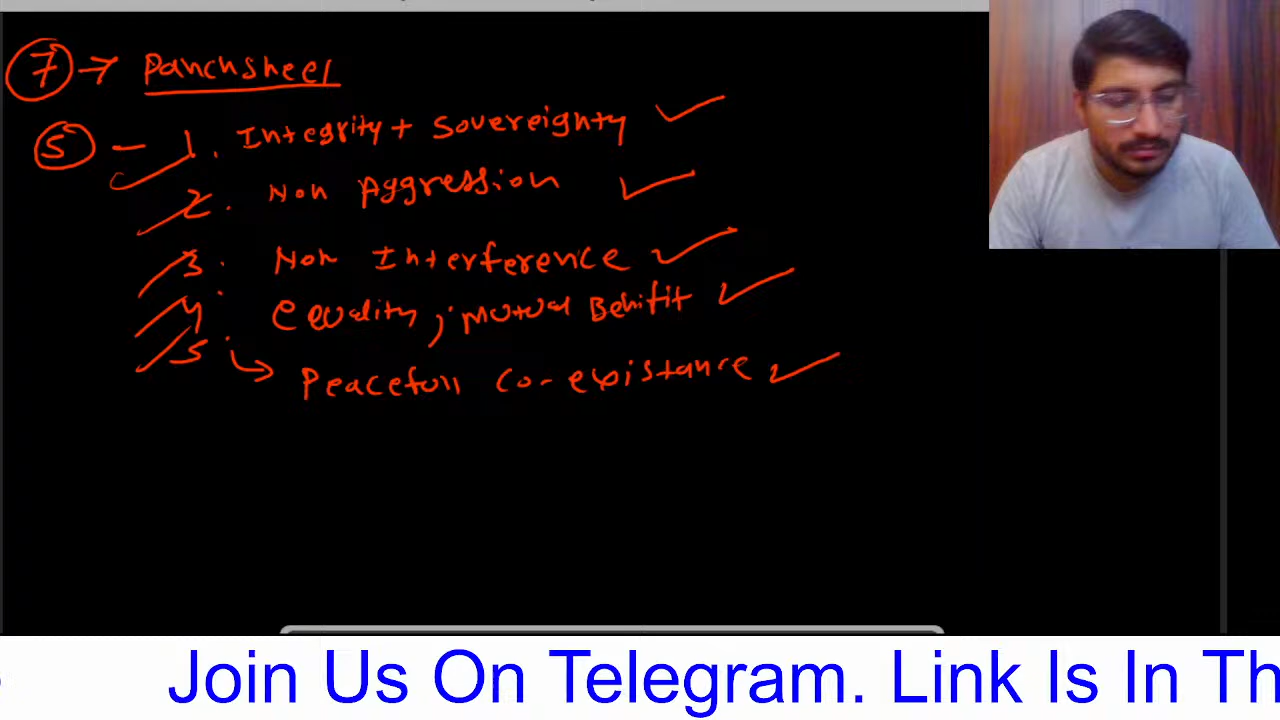 7 → Panchsheel
5 - 1. Integrity + Sovereignty ✓
2. Non Aggression ✓
3. Non Interference ✓
4. equality, mutual Benifit ✓
5. → Peacefull co-existance ✓
Join Us On Telegram. Link Is In Th